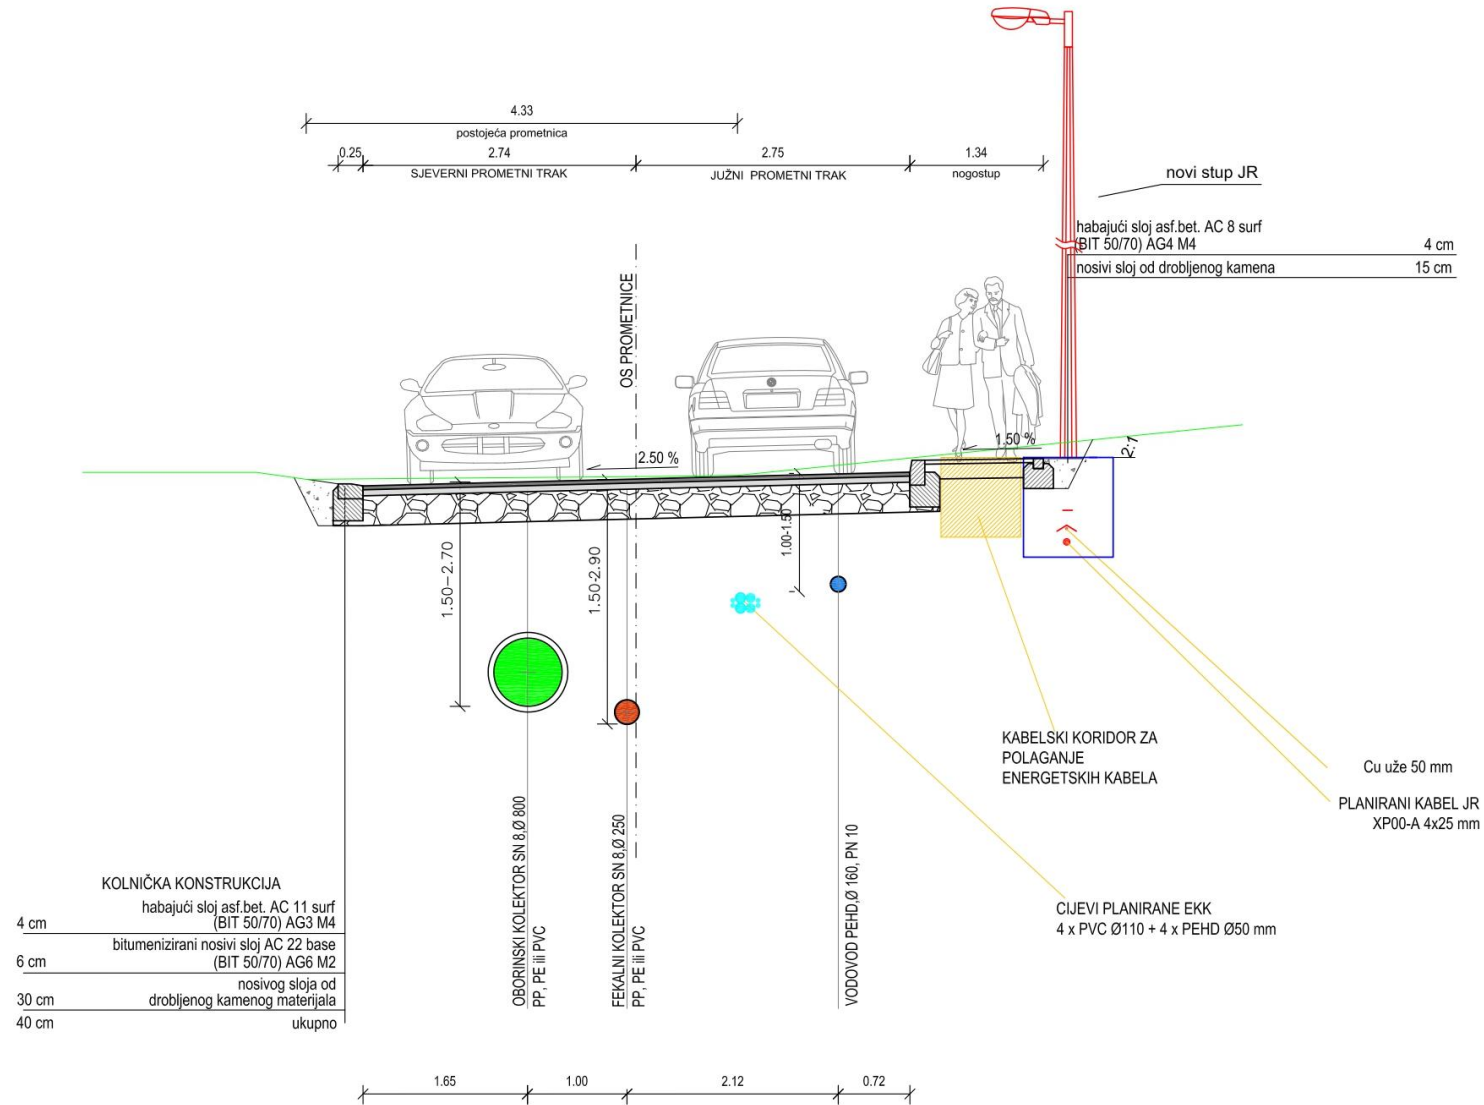 4.33
postojeća prometnica
0.25
2.74
2.75
1.34
SJEVERNI PROMETNI TRAK
JUŽNI PROMETNI TRAK
nogostup
novi stup JR
habajući sloj asf.bet. AC 8 surf
(BIT 50/70) AG4 M4
4 cm
nosivi sloj od drobljenog kamena
15 cm
OS PROMETNICE
2.50 %
1.50 %
2:1
1.50-2.70
1.50-2.90
1.00-1.50
KABELSKI KORIDOR ZA
POLAGANJE
ENERGETSKIH KABELA
Cu uže 50 mm
PLANIRANI KABEL JR
XP00-A 4x25 mm
OBORINSKI KOLEKTOR SN 8,Ø 800
PP, PE ili PVC
FEKALNI KOLEKTOR SN 8,Ø 250
PP, PE ili PVC
VODOVOD PEHD,Ø 160, PN 10
CIJEVI PLANIRANE EKK
4 x PVC Ø110 + 4 x PEHD Ø50 mm
KOLNIČKA KONSTRUKCIJA
habajući sloj asf.bet. AC 11 surf
4 cm (BIT 50/70) AG3 M4
bitumenizirani nosivi sloj AC 22 base
6 cm (BIT 50/70) AG6 M2
nosivog sloja od
30 cm drobljenog kamenog materijala
40 cm ukupno
1.65
1.00
2.12
0.72